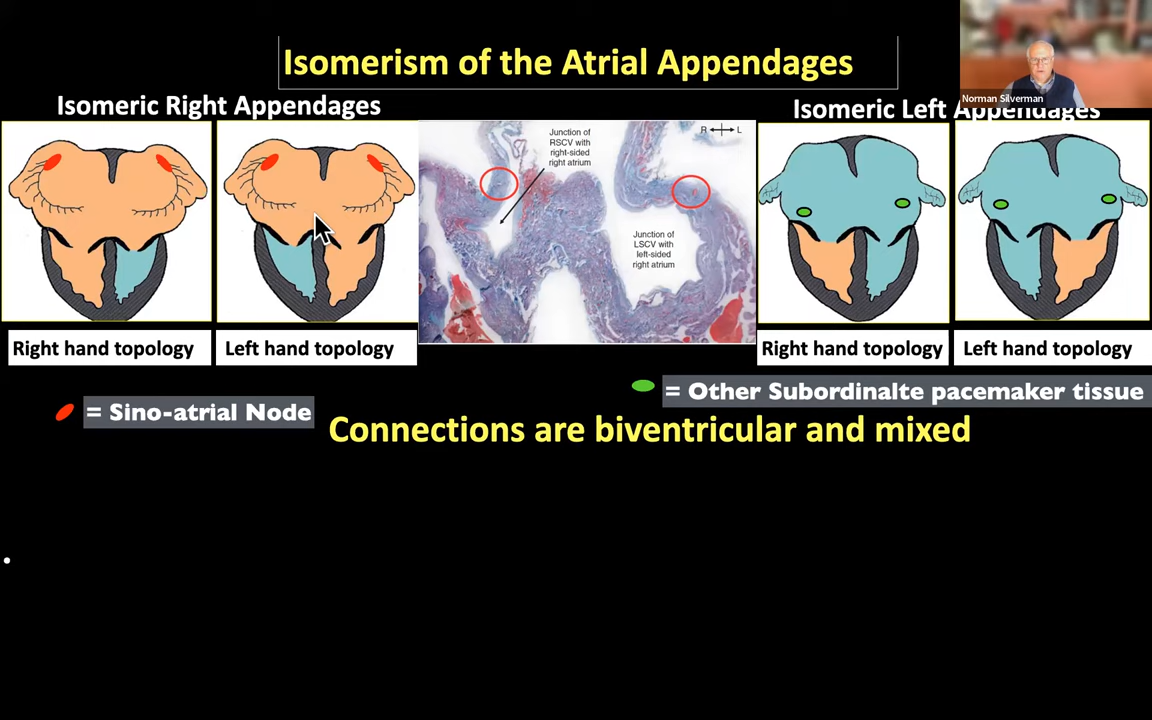 Isomerism of the Atrial Appendages
Norman Silverman
Isomeric Right Appendages
Isomeric Left Appendages
Junction of
RSCV with
right-sided
right atrium
R L
Junction of
LSCV with
left-sided
right atrium
Right hand topology
Left hand topology
Right hand topology
Left hand topology
= Sino-atrial Node
= Other Subordinalte pacemaker tissue
Connections are biventricular and mixed